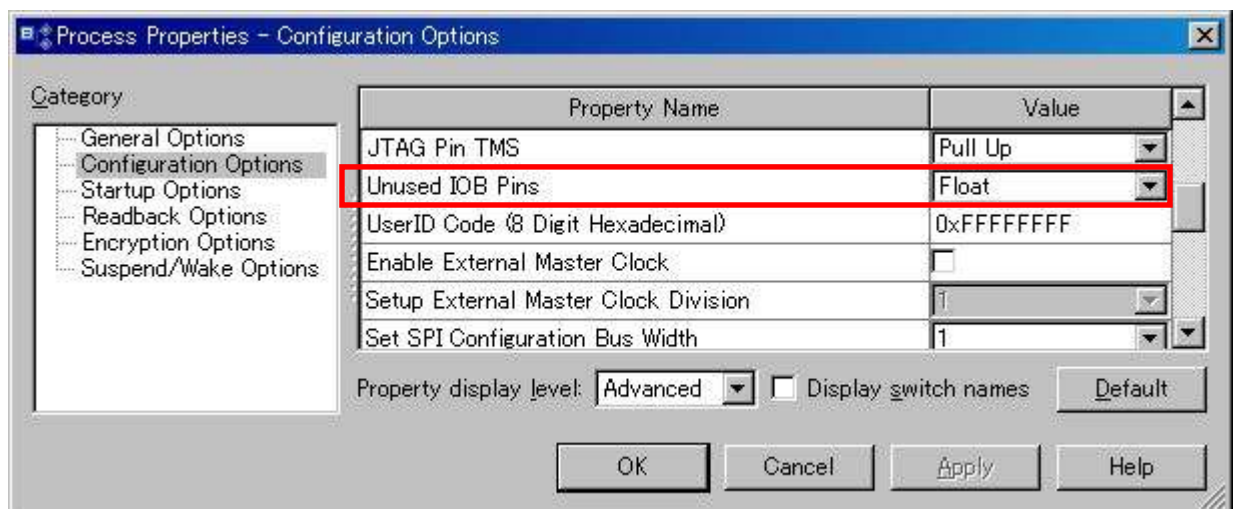 Process Properties - Configuration Options
Category
General Options
Configuration Options
Startup Options
Readback Options
Encryption Options
Suspend/Wake Options
Property Name Value
JTAG Pin TMS Pull Up
Unused IOB Pins Float
UserID Code (8 Digit Hexadecimal) 0xFFFFFFFF
Enable External Master Clock
Setup External Master Clock Division 1
Set SPI Configuration Bus Width 1
Property display level: Advanced Display switch names Default
OK Cancel Apply Help